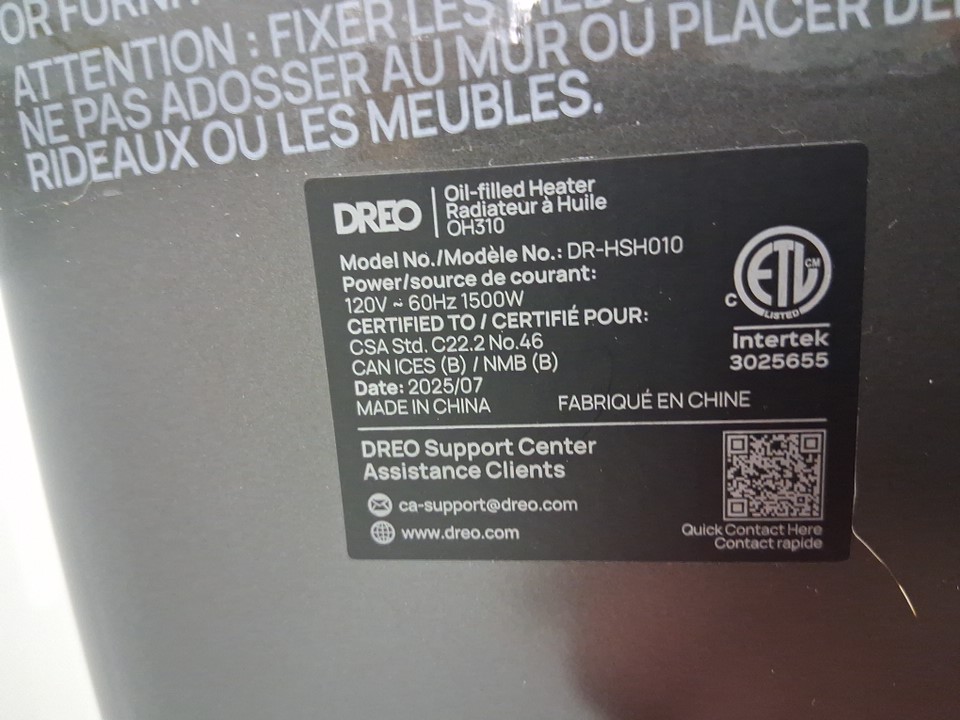 OR FURNI
ATTENTION : FIXER LES
NE PAS ADOSSER AU MUR OU PLACER DE
RIDEAUX OU LES MEUBLES.
DREO
Oil-filled Heater
Radiateur à Huile
OH310
Model No./Modèle No.: DR-HSH010
Power/source de courant:
120V ~ 60Hz 1500W
CERTIFIED TO / CERTIFIÉ POUR:
CSA Std. C22.2 No.46
CAN ICES (B) / NMB (B)
Date: 2025/07
MADE IN CHINA
FABRIQUÉ EN CHINE
C
ETL CM
LISTED
Intertek
3025655
DREO Support Center
Assistance Clients
ca-support@dreo.com
www.dreo.com
Quick Contact Here
Contact rapide